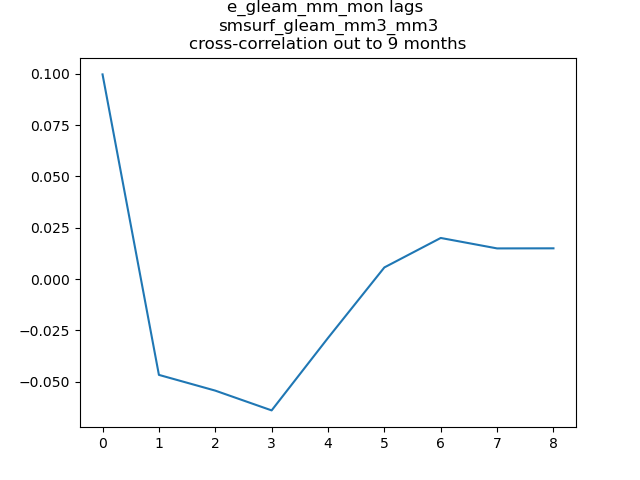 e_gleam_mm_mon lags
smsurf_gleam_mm3_mm3
cross-correlation out to 9 months
0.100
0.075
0.050
0.025
0.000
−0.025
−0.050
0 1 2 3 4 5 6 7 8